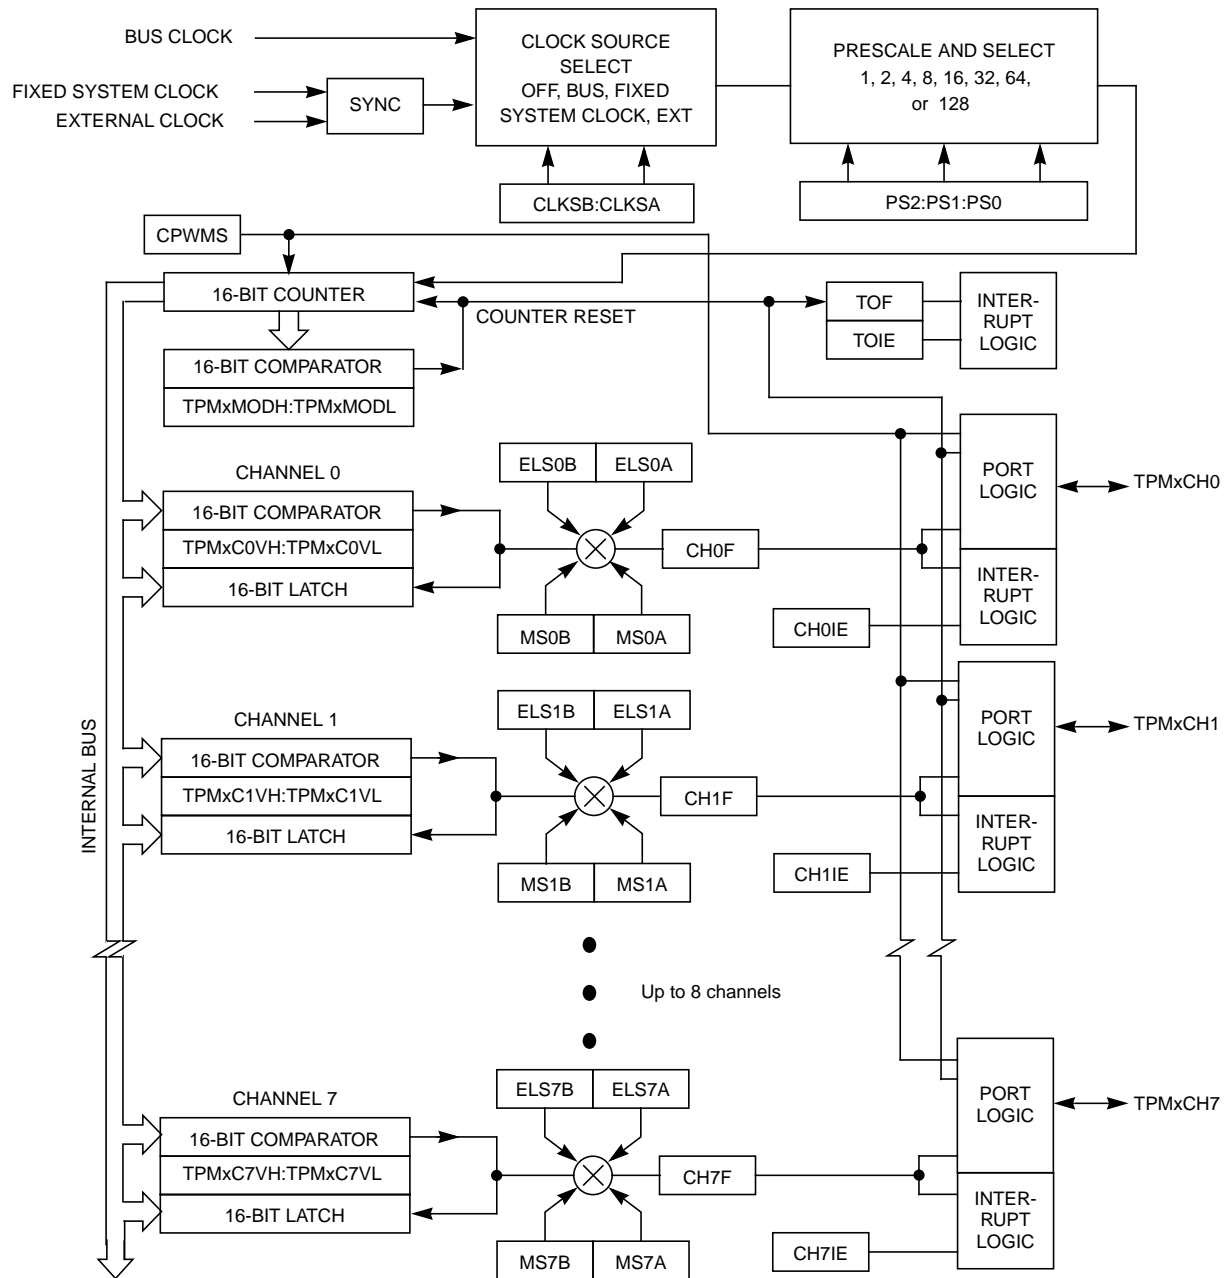 BUS CLOCK
FIXED SYSTEM CLOCK
EXTERNAL CLOCK
SYNC
CLOCK SOURCE
SELECT
OFF, BUS, FIXED
SYSTEM CLOCK, EXT
PRESCALE AND SELECT
1, 2, 4, 8, 16, 32, 64,
or 128
CLKSB:CLKSA
PS2:PS1:PS0
CPWMS
16-BIT COUNTER
COUNTER RESET
TOF
TOIE
INTER-
RUPT
LOGIC
16-BIT COMPARATOR
TPMxMODH:TPMxMODL
CHANNEL 0
16-BIT COMPARATOR
TPMxC0VH:TPMxC0VL
16-BIT LATCH
ELS0B
ELS0A
MS0B
MS0A
CH0F
CH0IE
PORT
LOGIC
INTER-
RUPT
LOGIC
TPMxCH0
INTERNAL BUS
CHANNEL 1
16-BIT COMPARATOR
TPMxC1VH:TPMxC1VL
16-BIT LATCH
ELS1B
ELS1A
MS1B
MS1A
CH1F
CH1IE
PORT
LOGIC
INTER-
RUPT
LOGIC
TPMxCH1
Up to 8 channels
CHANNEL 7
16-BIT COMPARATOR
TPMxC7VH:TPMxC7VL
16-BIT LATCH
ELS7B
ELS7A
MS7B
MS7A
CH7F
CH7IE
PORT
LOGIC
INTER-
RUPT
LOGIC
TPMxCH7